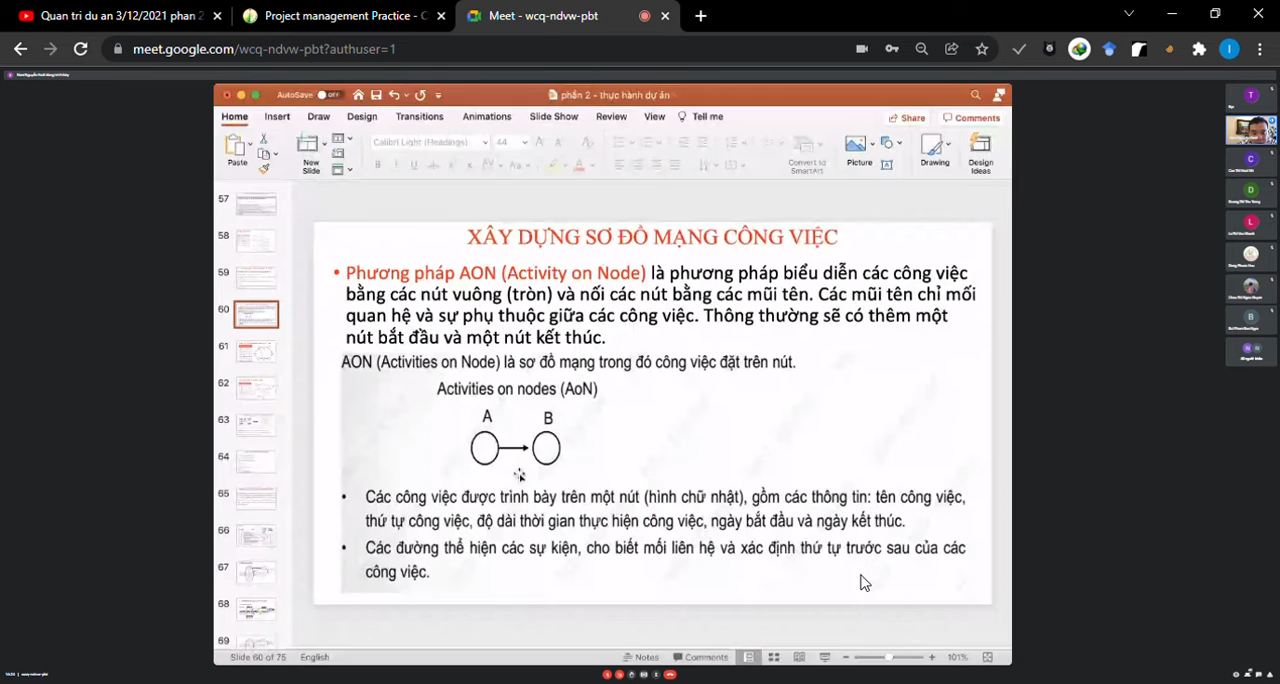 Quan tri du an 3/12/2021 phan 2
Project management Practice - C
Meet - wcq-ndvw-pbt
meet.google.com/wcq-ndvw-pbt?authuser=1
I
AutoSave OFF
phần 2 - thực hành dự án
Home Insert Draw Design Transitions Animations Slide Show Review View Tell me
Share Comments
Paste
New
Slide
Calibri Light (Headings) 44
Convert to
SmartArt
Picture
Drawing
Design
Ideas
57
58
59
60
61
62
63
64
65
66
67
68
69
XÂY DỰNG SƠ ĐỒ MẠNG CÔNG VIỆC
• Phương pháp AON (Activity on Node) là phương pháp biểu diễn các công việc
bằng các nút vuông (tròn) và nối các nút bằng các mũi tên. Các mũi tên chỉ mối
quan hệ và sự phụ thuộc giữa các công việc. Thông thường sẽ có thêm một
nút bắt đầu và một nút kết thúc.
AON (Activities on Node) là sơ đồ mạng trong đó công việc đặt trên nút.
Activities on nodes (AoN)
A B
• Các công việc được trình bày trên một nút (hình chữ nhật), gồm các thông tin: tên công việc,
thứ tự công việc, độ dài thời gian thực hiện công việc, ngày bắt đầu và ngày kết thúc.
• Các đường thể hiện các sự kiện, cho biết mối liên hệ và xác định thứ tự trước sau của các
công việc.
Slide 60 of 75 English
Notes Comments 101%
T
C
D
L
B
N N